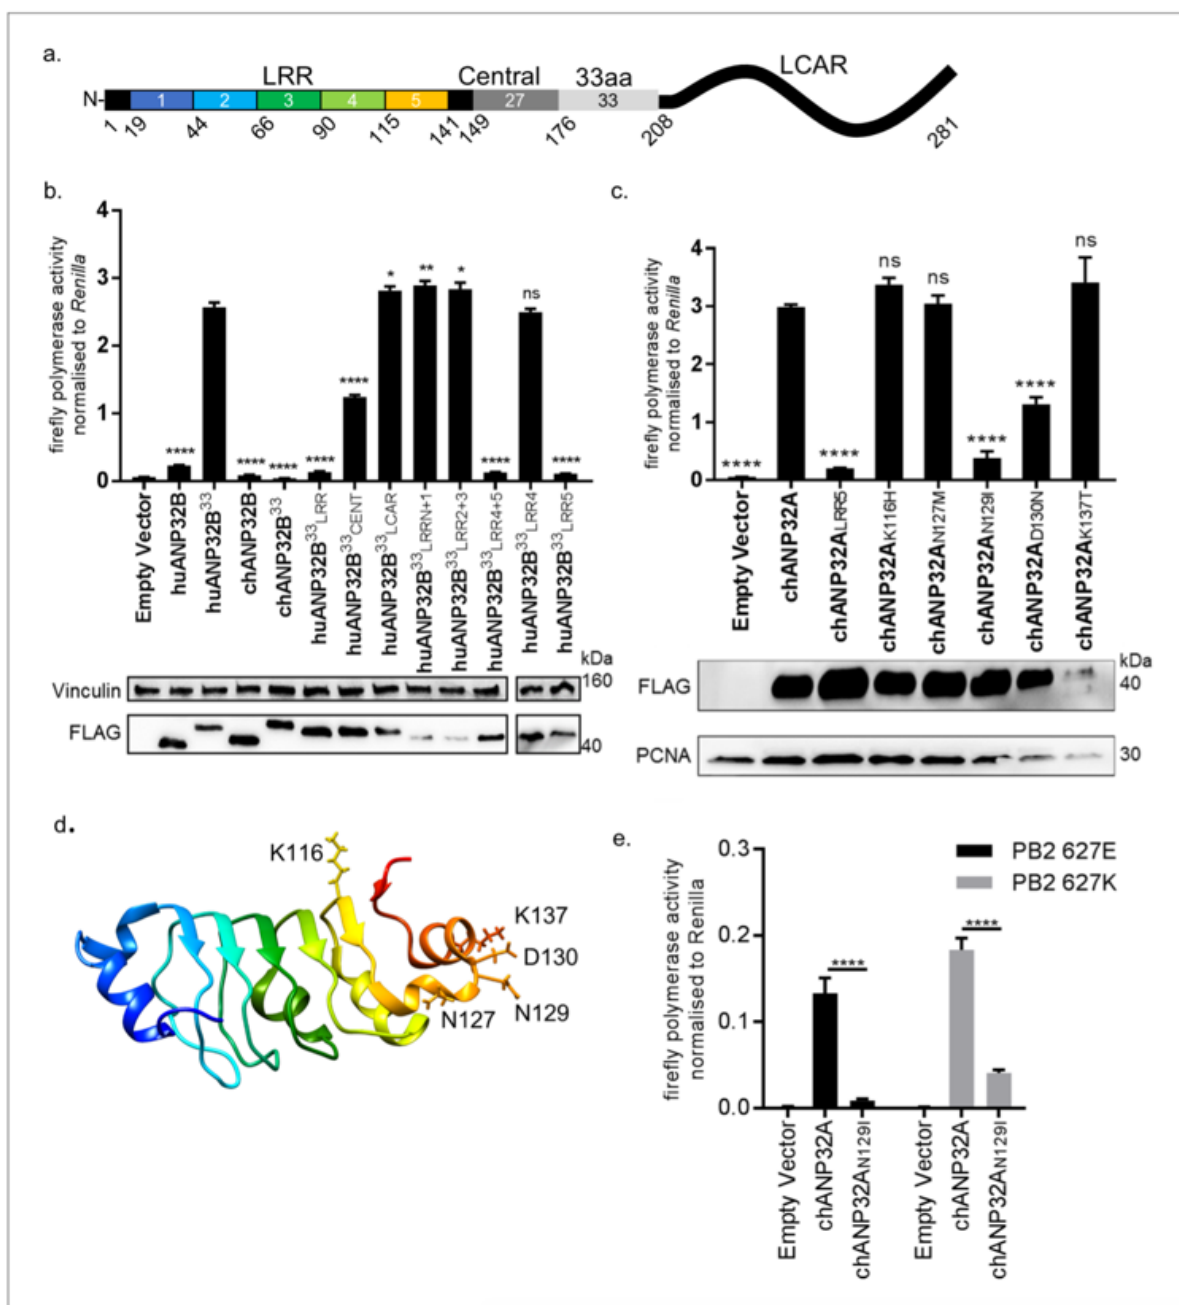 a.
LRR
Central
33aa
LCAR
N-
1 2 3 4 5 27 33
1 19 44 66 90 115 141 149 176 208 281
b.
firefly polymerase activity
normalised to Renilla
4
3
2
1
0
****
****
****
****
****
*
**
*
****
ns
****
Empty Vector
huANP32B
huANP32B33
chANP32B
chANP32B33
huANP32B33LRR
huANP32B33CENT
huANP32B33LCAR
huANP32B33LRRN+1
huANP32B33LRR2+3
huANP32B33LRR4+5
huANP32B33LRR4
huANP32B33LRR5
kDa
Vinculin
160
FLAG
40
c.
firefly polymerase activity
normalised to Renilla
4
3
2
1
0
****
****
ns
ns
****
****
ns
Empty Vector
chANP32A
chANP32ALRR5
chANP32AK116H
chANP32AN127M
chANP32AN129I
chANP32AD130N
chANP32AK137T
kDa
FLAG
40
PCNA
30
d.
K116
K137
D130
N129
N127
e.
PB2 627E
PB2 627K
firefly polymerase activity
normalised to Renilla
0.3
0.2
0.1
0.0
****
****
Empty Vector
chANP32A
chANP32AN129I
Empty Vector
chANP32A
chANP32AN129I